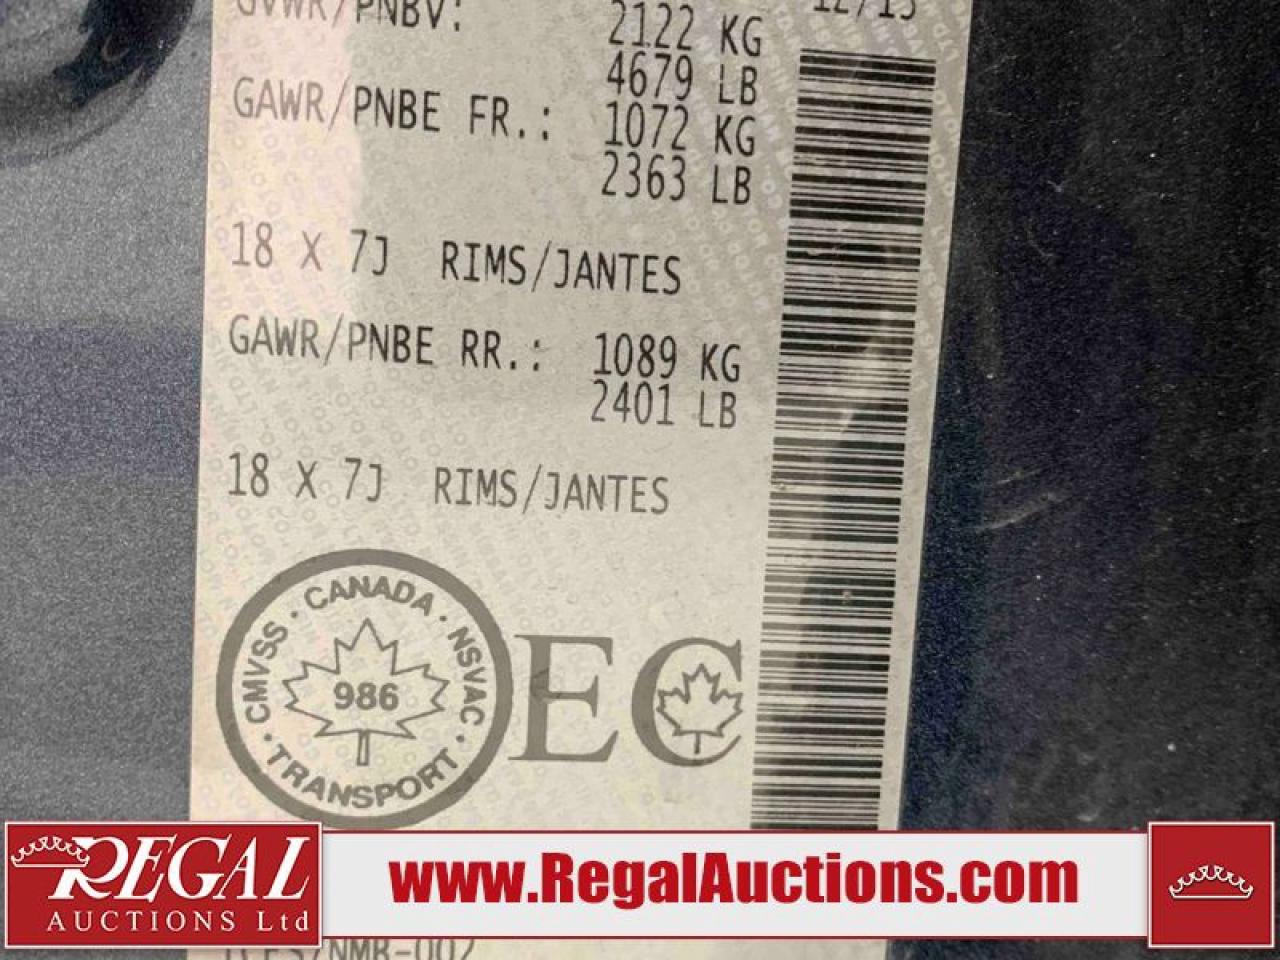 GVWR/PNBV: 2122 KG 12/15
4679 LB
GAWR/PNBE FR.: 1072 KG
2363 LB
18 X 7J RIMS/JANTES
GAWR/PNBE RR.: 1089 KG
2401 LB
18 X 7J RIMS/JANTES
CMVSS · CANADA · NSVAC · TRANSPORT ·
986
EC
REGAL
AUCTIONS Ltd
www.RegalAuctions.com